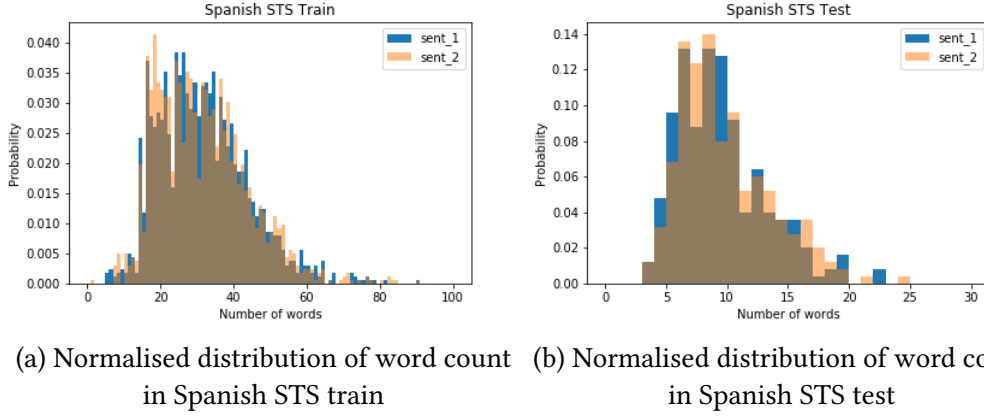 Spanish STS Train
sent_1
sent_2
0.040
0.035
0.030
0.025
0.020
0.015
0.010
0.005
0.000
Probability
0
20
40
60
80
100
Number of words
Spanish STS Test
sent_1
sent_2
0.14
0.12
0.10
0.08
0.06
0.04
0.02
0.00
Probability
0
5
10
15
20
25
30
Number of words
(a) Normalised distribution of word count
in Spanish STS train
(b) Normalised distribution of word co
in Spanish STS test